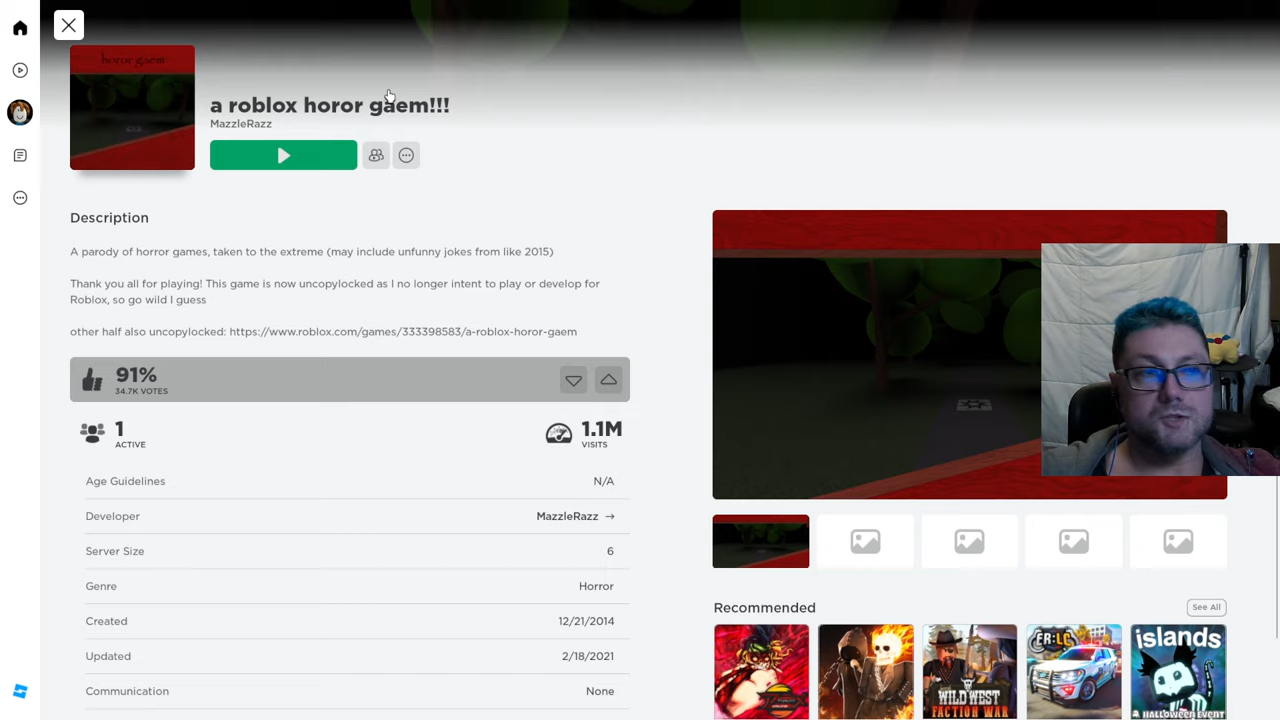 horor gaem
a roblox horor gaem!!!
MazzleRazz
Description
A parody of horror games, taken to the extreme (may include unfunny jokes from like 2015)
Thank you all for playing! This game is now uncopylocked as I no longer intent to play or develop for
Roblox, so go wild I guess
other half also uncopylocked: https://www.roblox.com/games/333398583/a-roblox-horor-gaem
91%
34.7K VOTES
1
ACTIVE
1.1M
VISITS
Age Guidelines N/A
Developer MazzleRazz →
Server Size 6
Genre Horror
Created 12/21/2014
Updated 2/18/2021
Communication None
Recommended
See All
WILD WEST
FACTION WAR
ER:LC
islands
HALLOWEEN EVENT